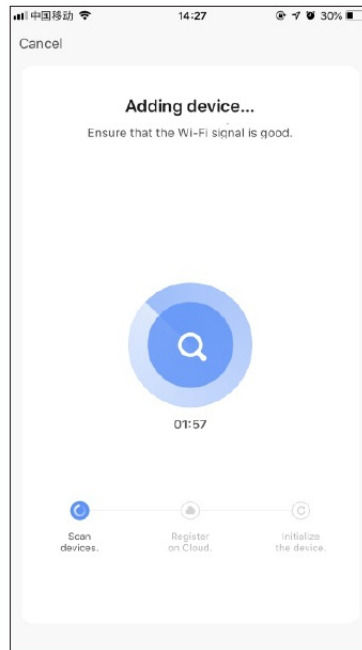 中国移动 14:27 30%
Cancel
Adding device...
Ensure that the Wi-Fi signal is good.
01:57
Scan devices.
Register on Cloud.
Initialize the device.